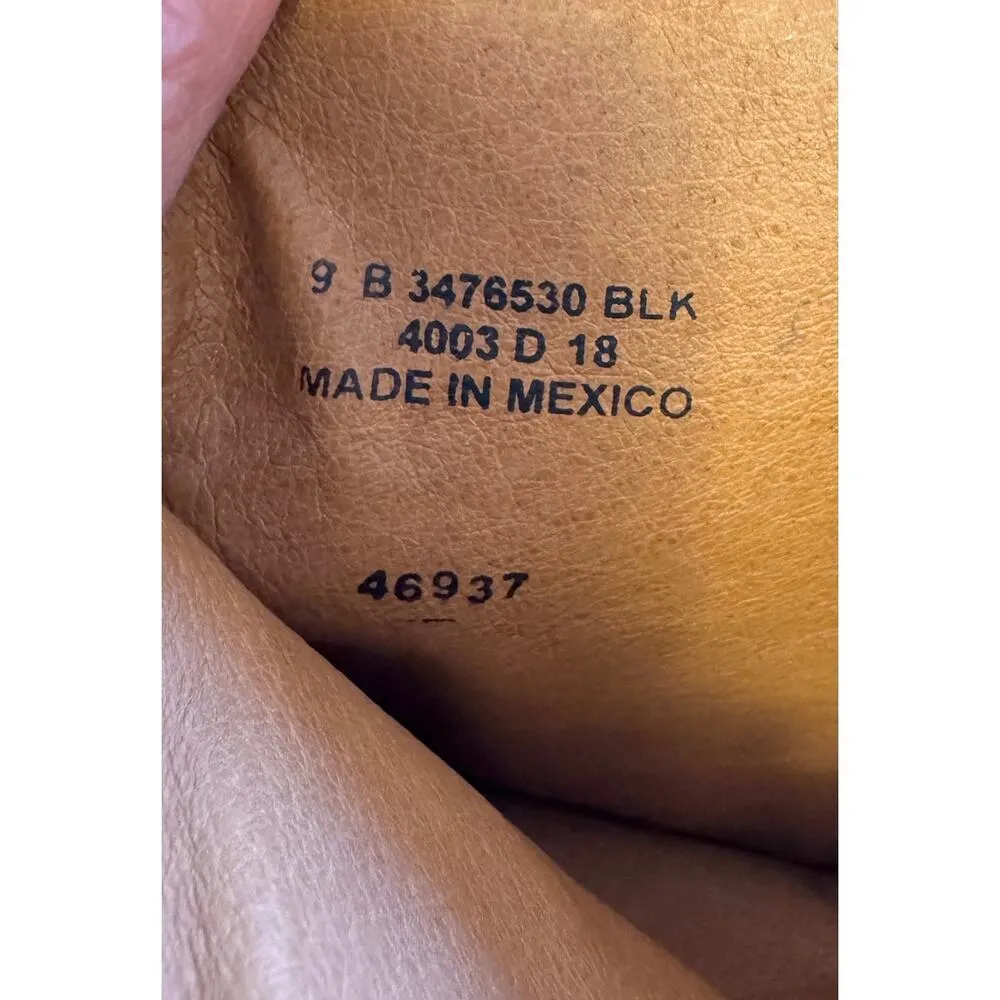 9 B 3476530 BLK
4003 D 18
MADE IN MEXICO
46937